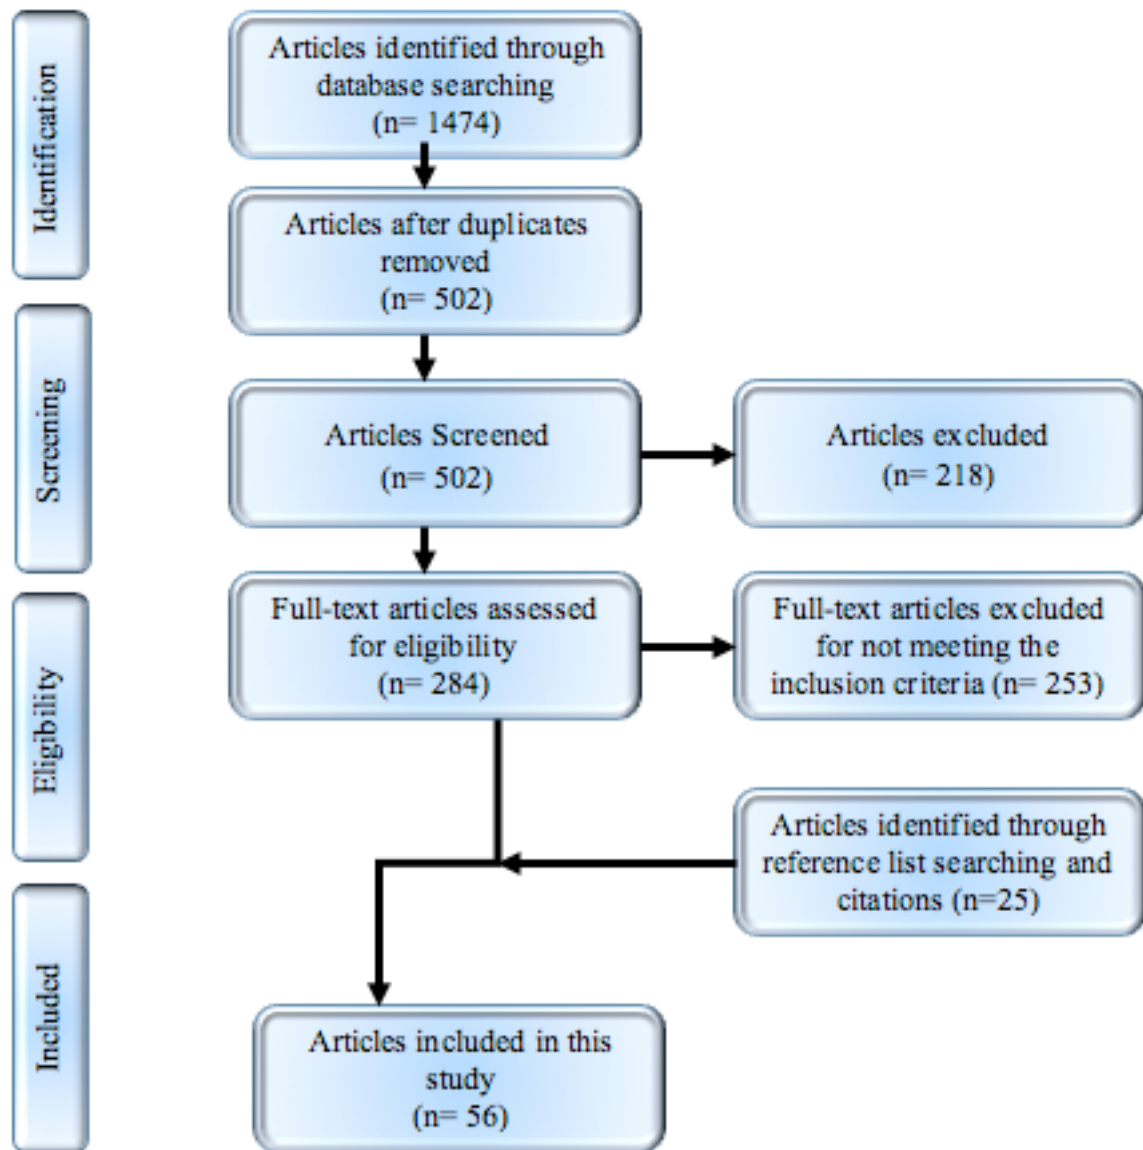 Identification
Articles identified through
database searching
(n= 1474)
Articles after duplicates
removed
(n= 502)
Screening
Articles Screened
(n= 502)
Articles excluded
(n= 218)
Eligibility
Full-text articles assessed
for eligibility
(n= 284)
Full-text articles excluded
for not meeting the
inclusion criteria (n= 253)
Articles identified through
reference list searching and
citations (n=25)
Included
Articles included in this
study
(n= 56)